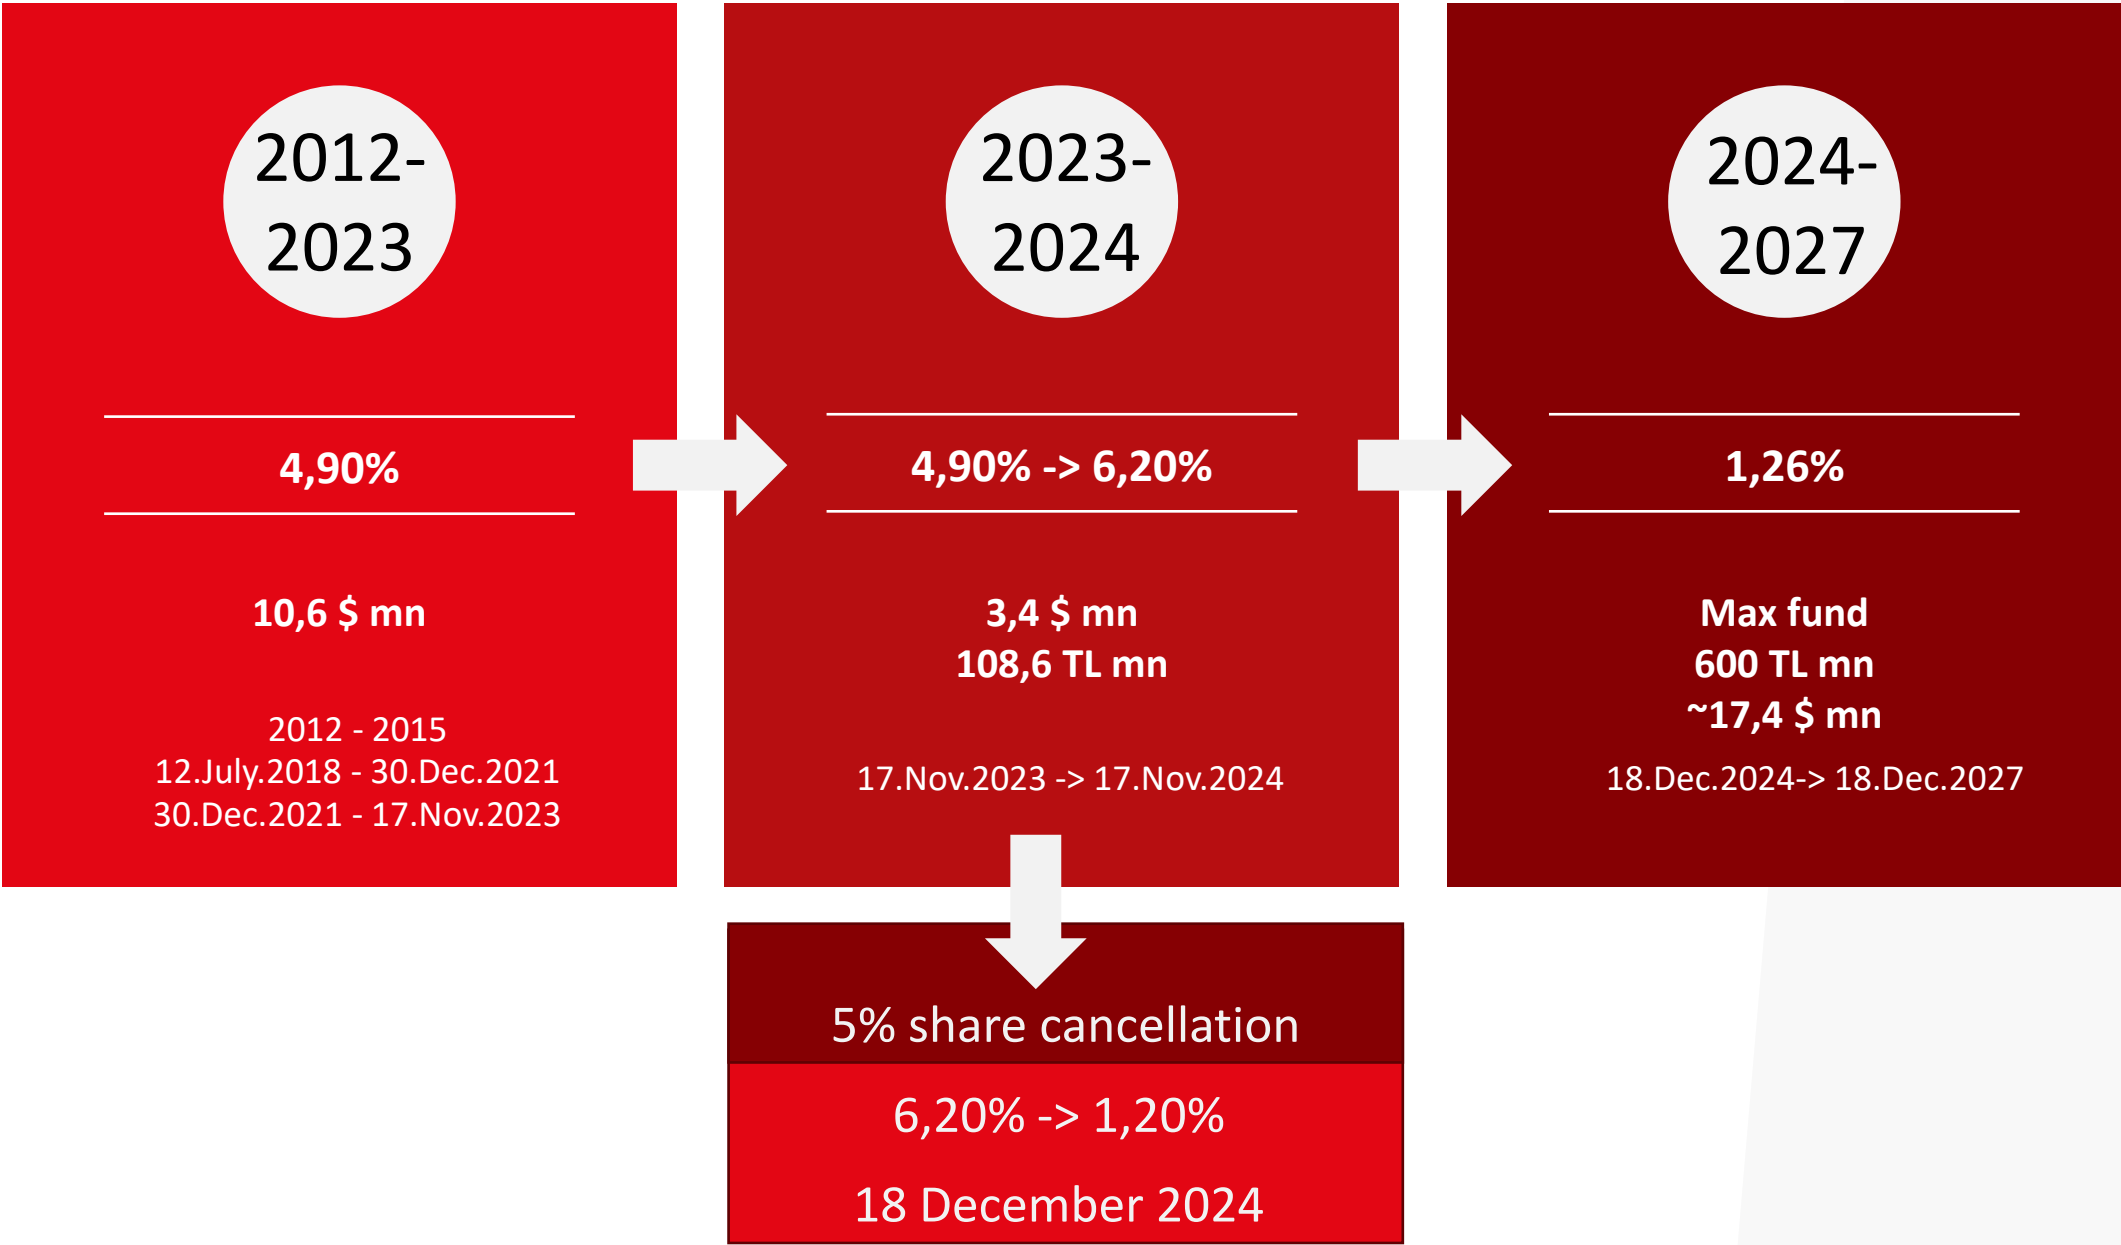 2012-
2023
4,90%
10,6 $ mn
2012 - 2015
12.July.2018 - 30.Dec.2021
30.Dec.2021 - 17.Nov.2023
2023-
2024
4,90% -> 6,20%
3,4 $ mn
108,6 TL mn
17.Nov.2023 -> 17.Nov.2024
5% share cancellation
6,20% -> 1,20%
18 December 2024
2024-
2027
1,26%
Max fund
600 TL mn
~17,4 $ mn
18.Dec.2024-> 18.Dec.2027